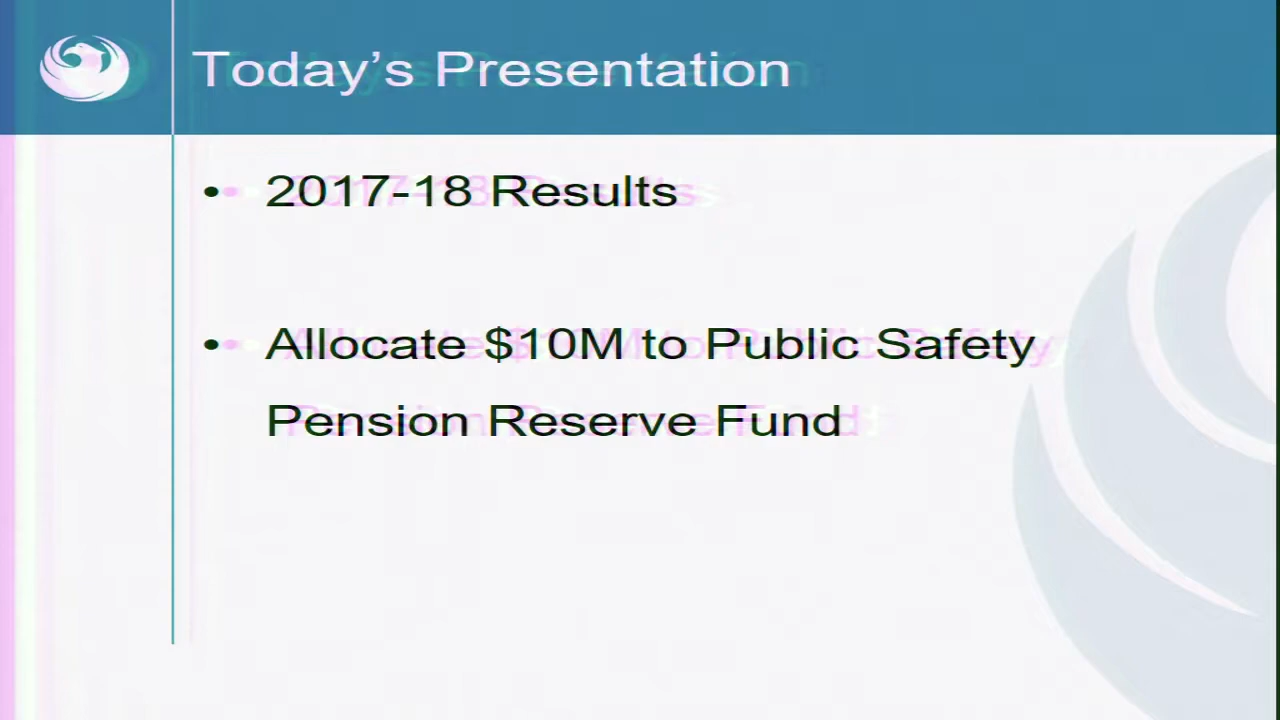 Today's Presentation
• 2017-18 Results
• Allocate $10M to Public Safety
Pension Reserve Fund